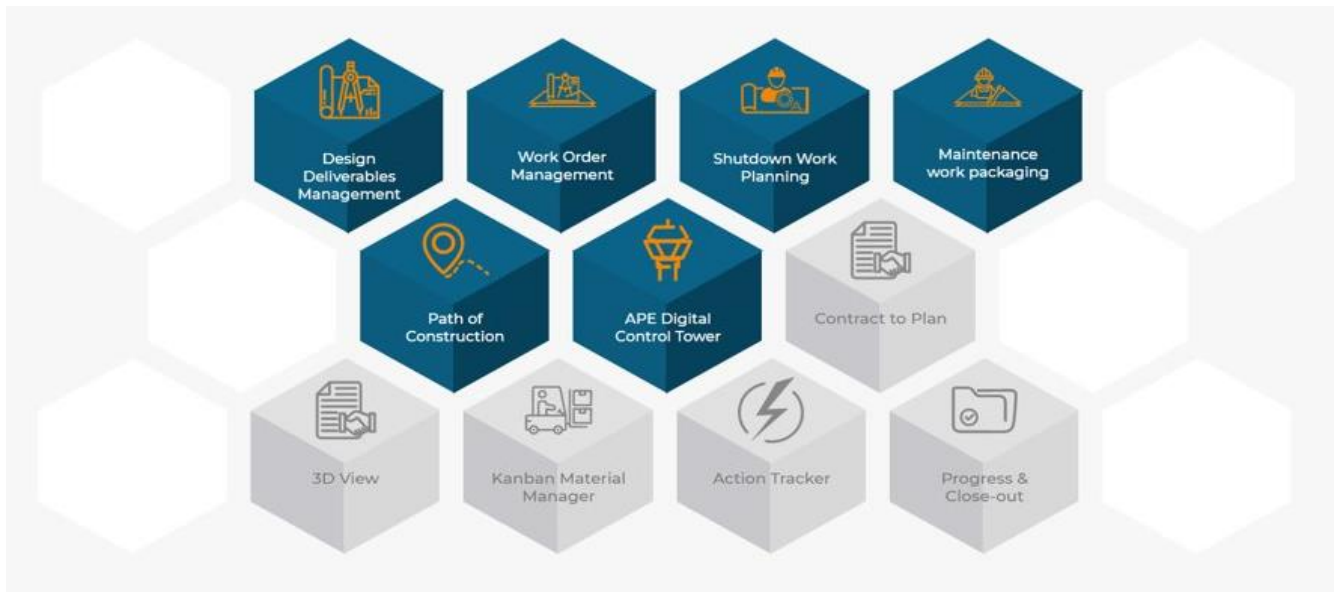 Design
Deliverables
Management
Work Order
Management
Shutdown Work
Planning
Maintenance
work packaging
Path of
Construction
APE Digital
Control Tower
Contract to Plan
3D View
Kanban Material
Manager
Action Tracker
Progress &
Close-out